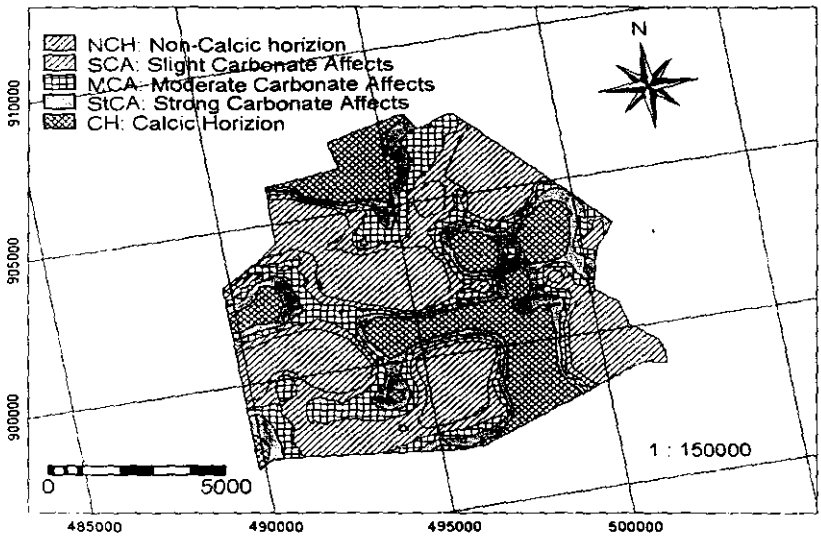 N
NCH: Non-Calcic horizion
SCA: Slight Carbonate Affects
MCA: Moderate Carbonate Affects
StCA: Strong Carbonate Affects
CH: Calcic Horizion
910000
905000
900000
1 : 150000
0 5000
485000 490000 495000 500000